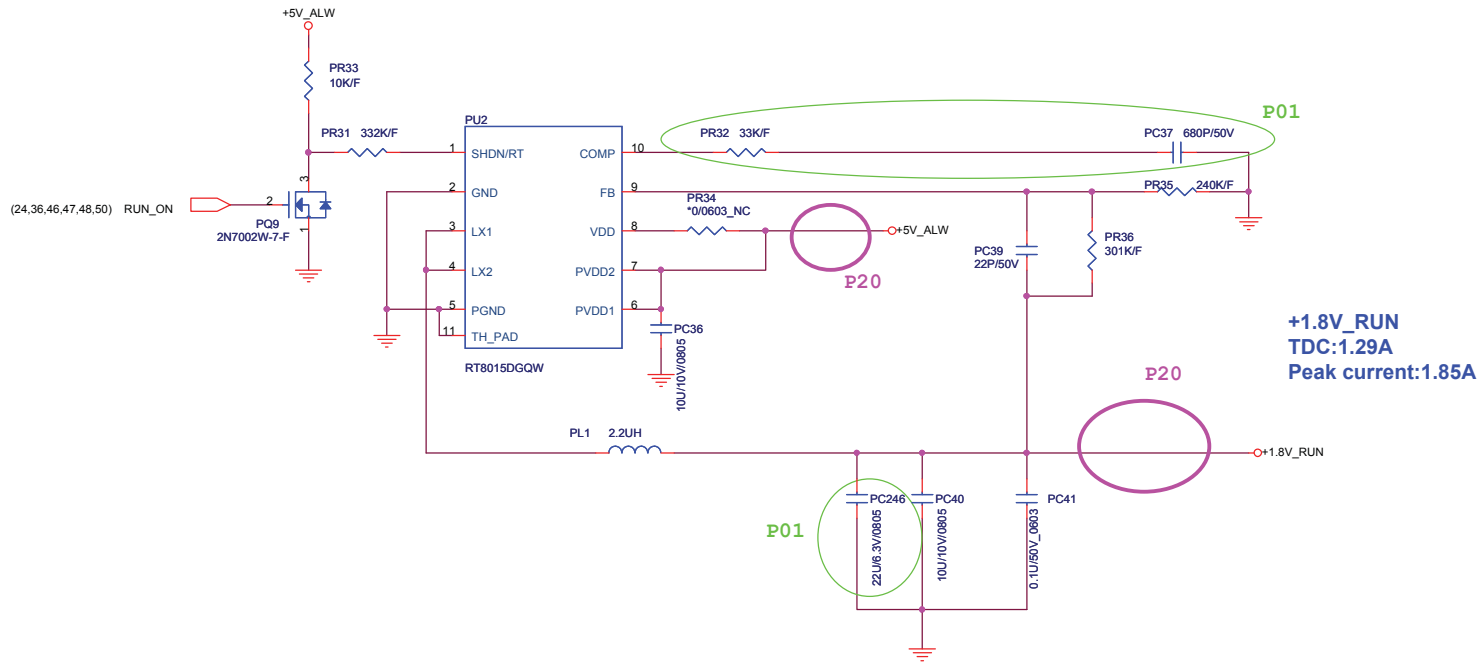 +5V_ALW
PR33
10K/F
PR31 332K/F
PU2
1 SHDN/RT
2 GND
3 LX1
4 LX2
5 PGND
11 TH_PAD
COMP 10
FB 9
VDD 8
PVDD2 7
PVDD1 6
RT8015DGQW
(24,36,46,47,48,50) RUN_ON
3
2
1
PQ9
2N7002W-7-F
PR32 33K/F
PC37 680P/50V
P01
PR35 240K/F
PR34
*0/0603_NC
+5V_ALW
P20
PC39
22P/50V
PR36
301K/F
PC36
10U/10V/0805
+1.8V_RUN
TDC:1.29A
Peak current:1.85A
P20
PL1 2.2UH
+1.8V_RUN
P01
PC246
22U/6.3V/0805
PC40
10U/10V/0805
PC41
0.1U/50V_0603